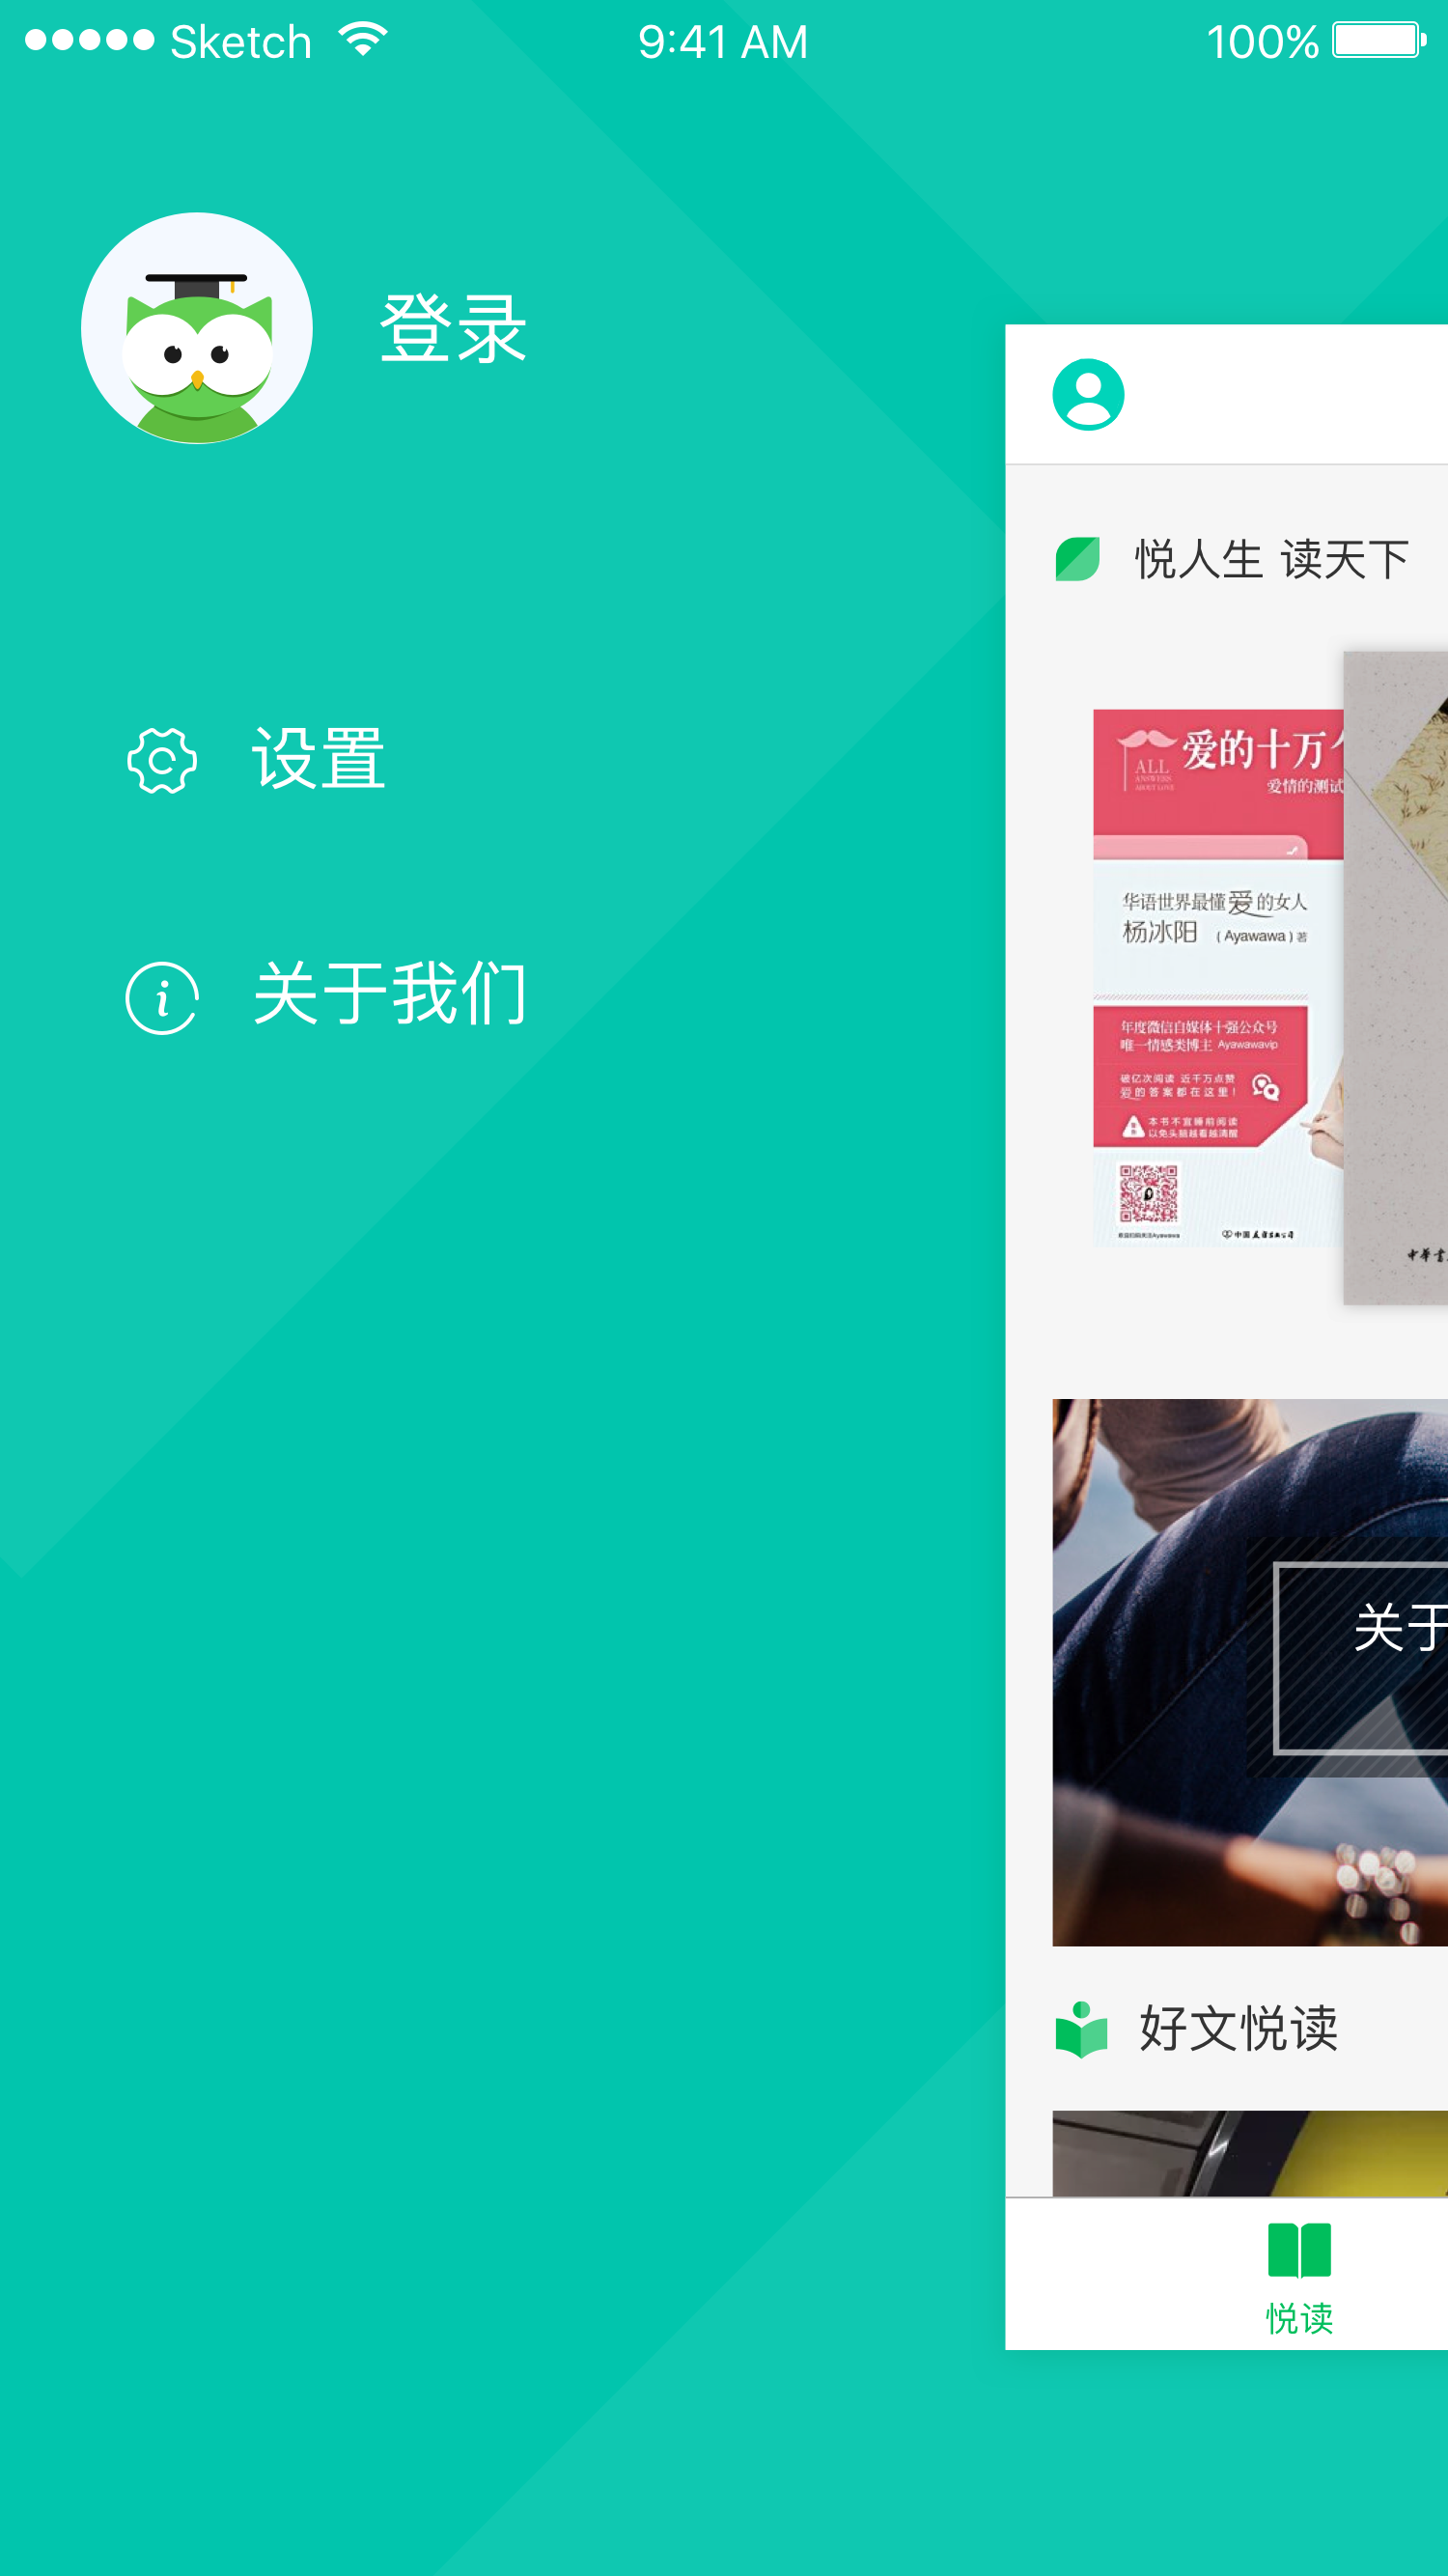 Sketch
9:41 AM
100%
登录
设置
关于我们
悦人生 读天下
ALL
ANSWERS
ABOUT LOVE
爱的十万个
爱情的测试
华语世界最懂爱的女人
杨冰阳 (Ayawawa)著
年度微信自媒体十强公众号
唯一情感类博主 Ayawawavip
破亿次阅读 近千万点赞
爱的答案都在这里!
本书不宜睡前阅读
以免头脑越看越清醒
中華書
关于
好文悦读
悦读